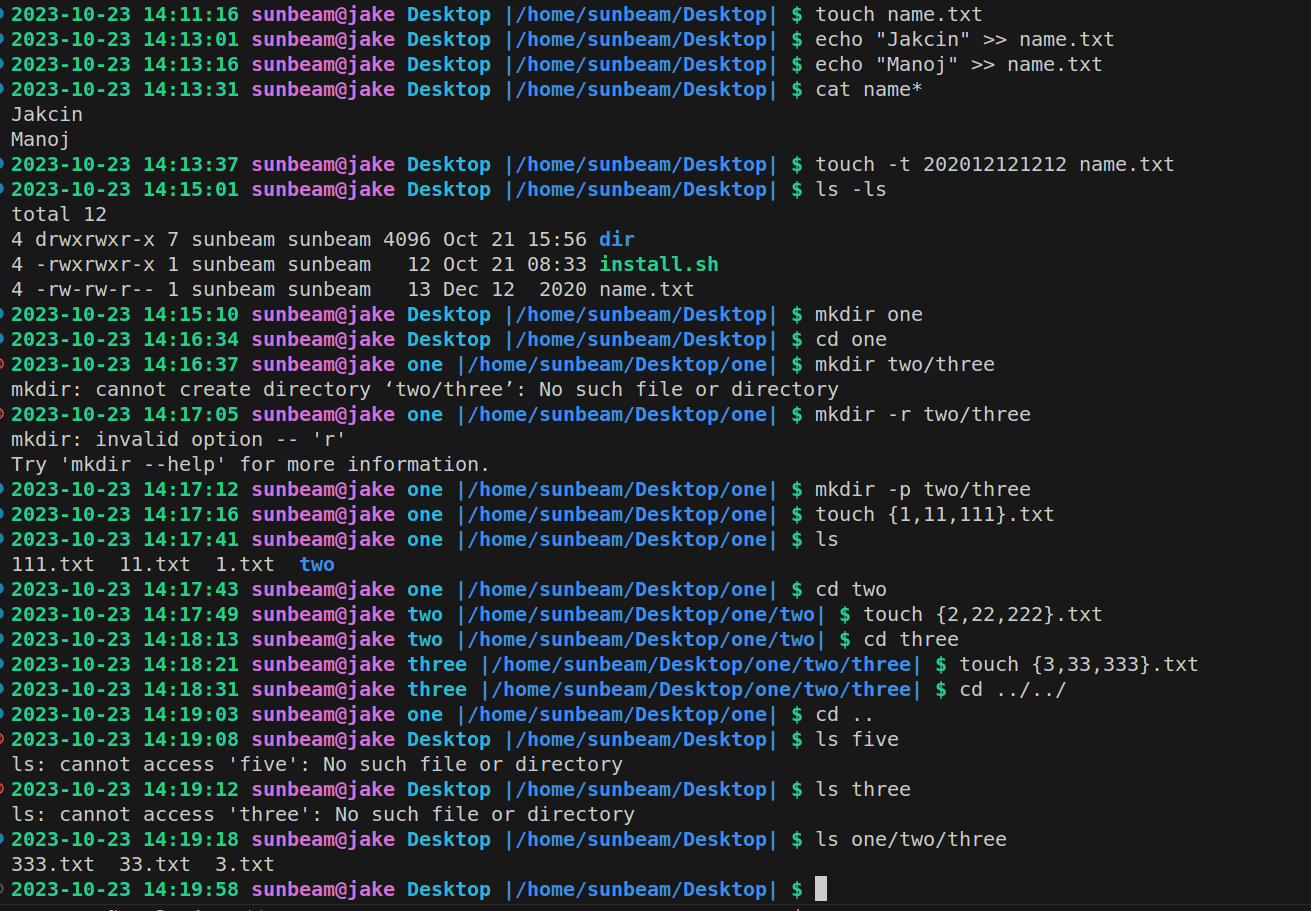 2023-10-23 14:11:16 sunbeam@jake Desktop |/home/sunbeam/Desktop| $ touch name.txt
2023-10-23 14:13:01 sunbeam@jake Desktop |/home/sunbeam/Desktop| $ echo "Jakcin" >> name.txt
2023-10-23 14:13:16 sunbeam@jake Desktop |/home/sunbeam/Desktop| $ echo "Manoj" >> name.txt
2023-10-23 14:13:31 sunbeam@jake Desktop |/home/sunbeam/Desktop| $ cat name*
Jakcin
Manoj
2023-10-23 14:13:37 sunbeam@jake Desktop |/home/sunbeam/Desktop| $ touch -t 202012121212 name.txt
2023-10-23 14:15:01 sunbeam@jake Desktop |/home/sunbeam/Desktop| $ ls -ls
total 12
4 drwxrwxr-x 7 sunbeam sunbeam 4096 Oct 21 15:56 dir
4 -rwxrwxr-x 1 sunbeam sunbeam   12 Oct 21 08:33 install.sh
4 -rw-rw-r-- 1 sunbeam sunbeam   13 Dec 12  2020 name.txt
2023-10-23 14:15:10 sunbeam@jake Desktop |/home/sunbeam/Desktop| $ mkdir one
2023-10-23 14:16:34 sunbeam@jake Desktop |/home/sunbeam/Desktop| $ cd one
2023-10-23 14:16:37 sunbeam@jake one |/home/sunbeam/Desktop/one| $ mkdir two/three
mkdir: cannot create directory ‘two/three’: No such file or directory
2023-10-23 14:17:05 sunbeam@jake one |/home/sunbeam/Desktop/one| $ mkdir -r two/three
mkdir: invalid option -- 'r'
Try 'mkdir --help' for more information.
2023-10-23 14:17:12 sunbeam@jake one |/home/sunbeam/Desktop/one| $ mkdir -p two/three
2023-10-23 14:17:16 sunbeam@jake one |/home/sunbeam/Desktop/one| $ touch {1,11,111}.txt
2023-10-23 14:17:41 sunbeam@jake one |/home/sunbeam/Desktop/one| $ ls
111.txt  11.txt  1.txt  two
2023-10-23 14:17:43 sunbeam@jake one |/home/sunbeam/Desktop/one| $ cd two
2023-10-23 14:17:49 sunbeam@jake two |/home/sunbeam/Desktop/one/two| $ touch {2,22,222}.txt
2023-10-23 14:18:13 sunbeam@jake two |/home/sunbeam/Desktop/one/two| $ cd three
2023-10-23 14:18:21 sunbeam@jake three |/home/sunbeam/Desktop/one/two/three| $ touch {3,33,333}.txt
2023-10-23 14:18:31 sunbeam@jake three |/home/sunbeam/Desktop/one/two/three| $ cd ../../
2023-10-23 14:19:03 sunbeam@jake one |/home/sunbeam/Desktop/one| $ cd ..
2023-10-23 14:19:08 sunbeam@jake Desktop |/home/sunbeam/Desktop| $ ls five
ls: cannot access 'five': No such file or directory
2023-10-23 14:19:12 sunbeam@jake Desktop |/home/sunbeam/Desktop| $ ls three
ls: cannot access 'three': No such file or directory
2023-10-23 14:19:18 sunbeam@jake Desktop |/home/sunbeam/Desktop| $ ls one/two/three
333.txt  33.txt  3.txt
2023-10-23 14:19:58 sunbeam@jake Desktop |/home/sunbeam/Desktop| $